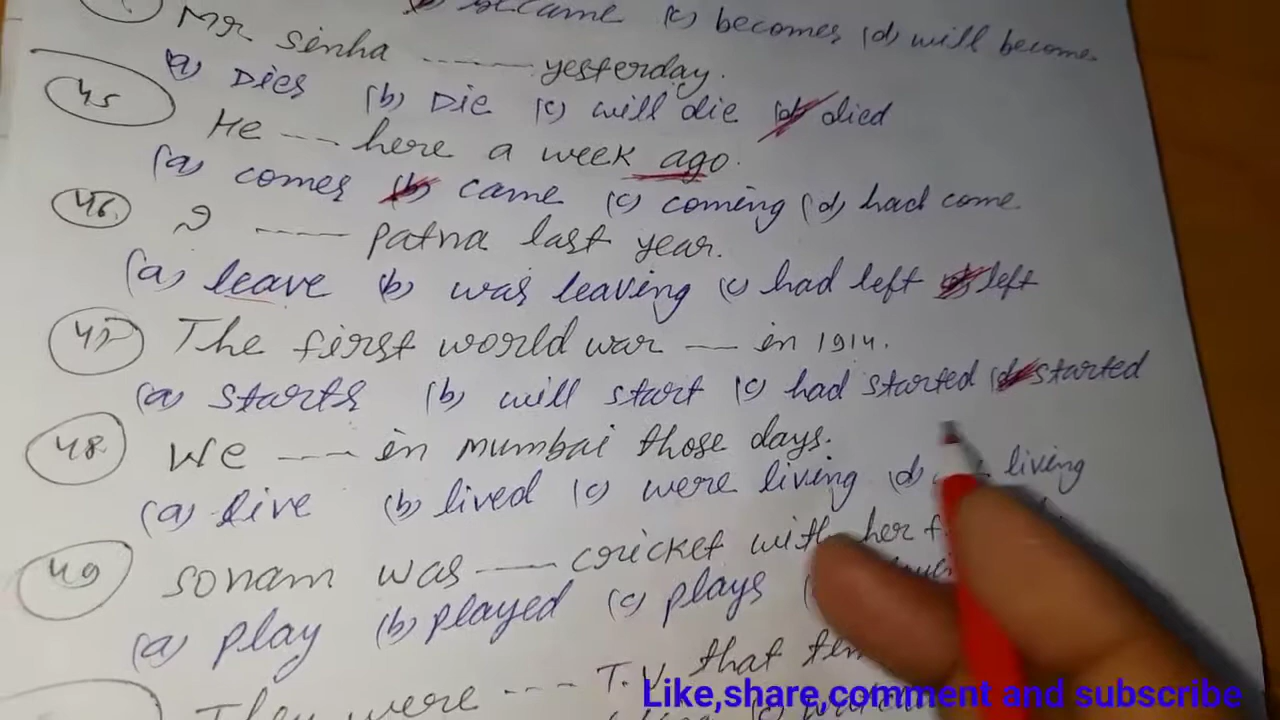 became (c) becomes (d) will become.
Mr Sinha ------ yesterday.
(a) Dies (b) Die (c) will die (d) died
45
He --- here a week ago.
(a) comes (b) came (c) coming (d) had come.
46. I ---- Patna last year.
(a) leave (b) was leaving (c) had left (d) left
The first world war --- in 1914.
(a) starts (b) will start (c) had started (d) started
48. We --- in mumbai those days.
(a) live (b) lived (c) were living (d) living
49 Sonam was ---- cricket with her
(a) play (b) played (c) plays
They were ---- T.V. that
Like,share,comment and subscribe